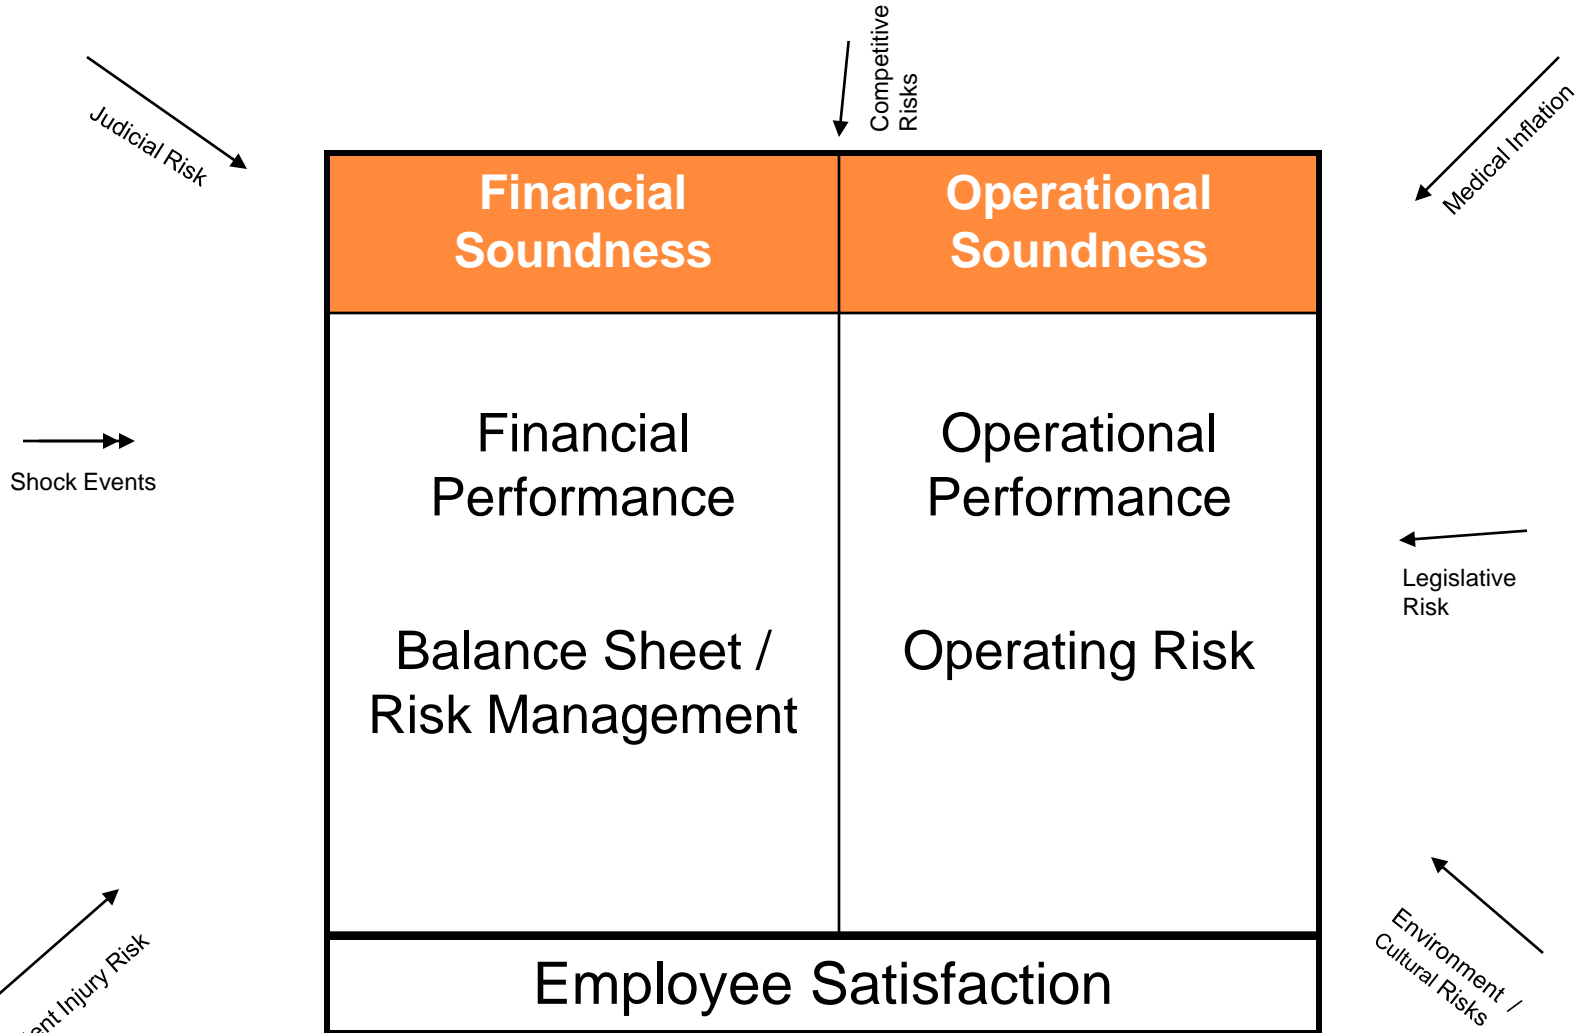 Competitive
Risks
Judicial Risk
Medical Inflation
Financial
Soundness
Operational
Soundness
Financial
Performance
Operational
Performance
Shock Events
Legislative
Risk
Balance Sheet /
Risk Management
Operating Risk
Injury Risk
Environment /
Cultural Risks
Employee Satisfaction